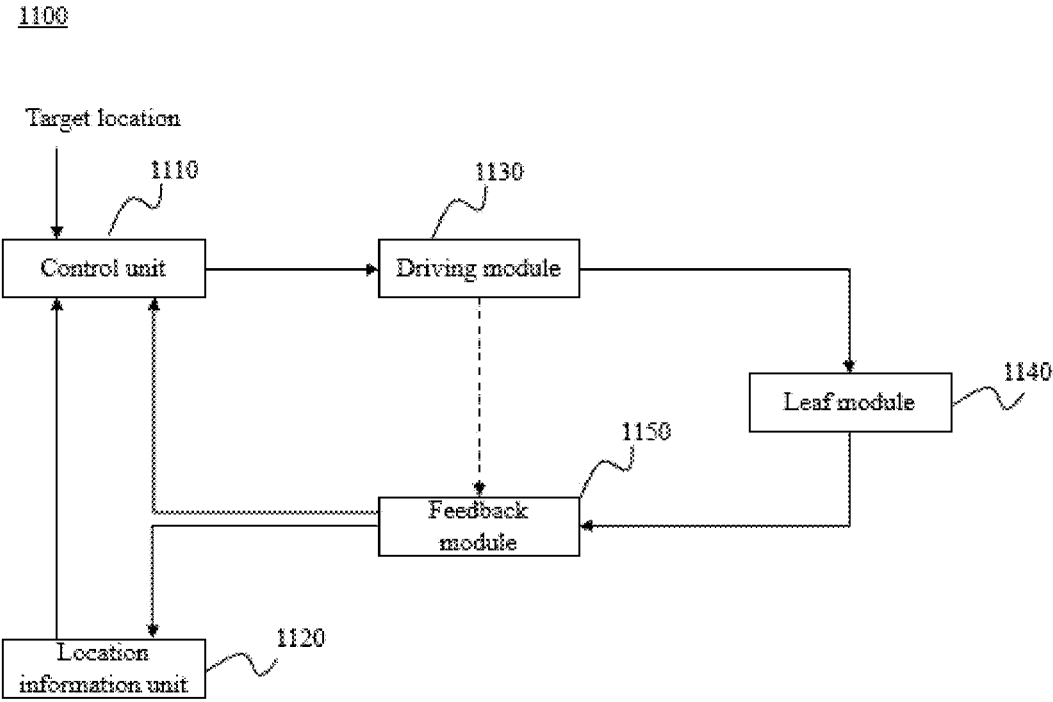 1100
Target location
1110
1130
Control unit
Driving module
1140
Leaf module
1150
Feedback
module
1120
Location
information unit